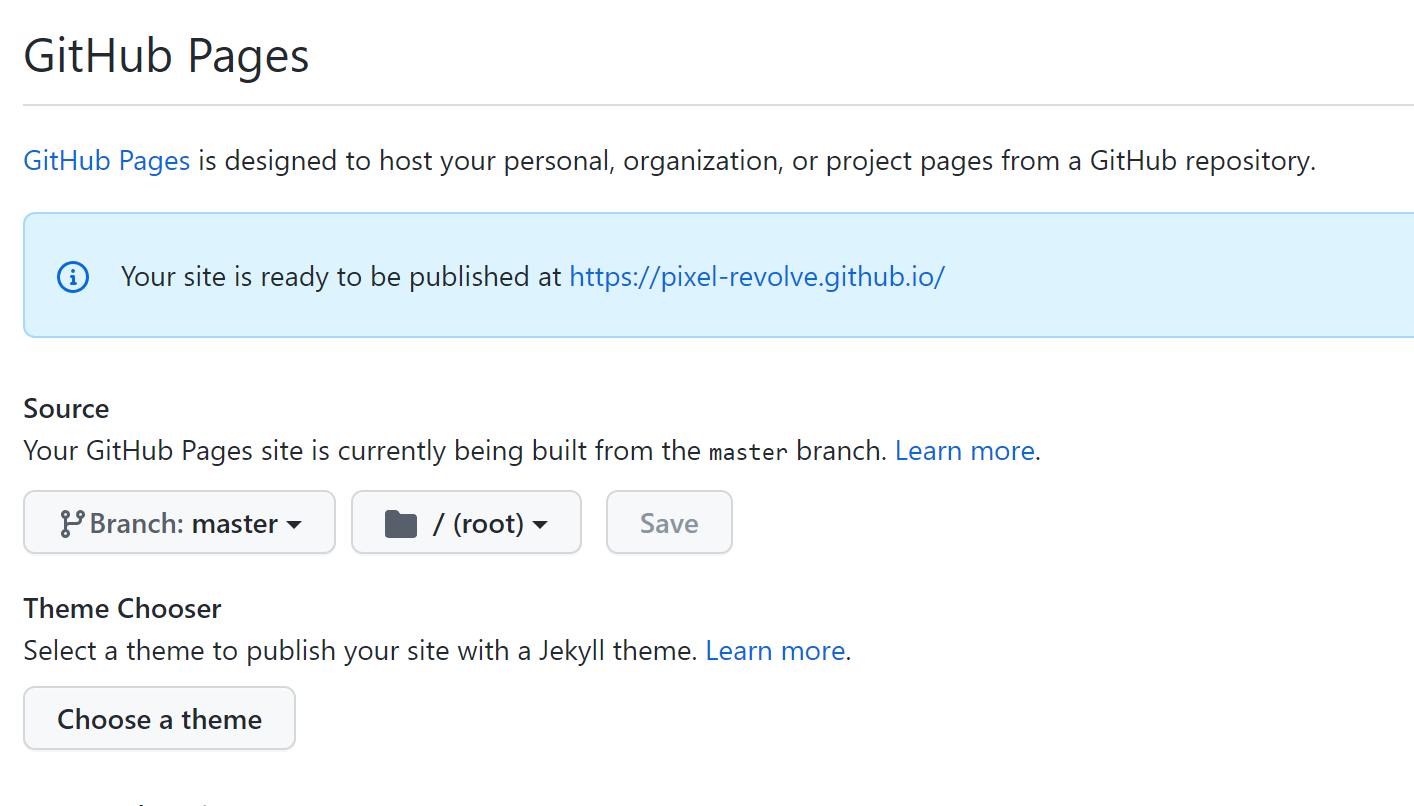 GitHub Pages
GitHub Pages is designed to host your personal, organization, or project pages from a GitHub repository.
Your site is ready to be published at https://pixel-revolve.github.io/
Source
Your GitHub Pages site is currently being built from the master branch. Learn more.
Branch: master / (root) Save
Theme Chooser
Select a theme to publish your site with a Jekyll theme. Learn more.
Choose a theme